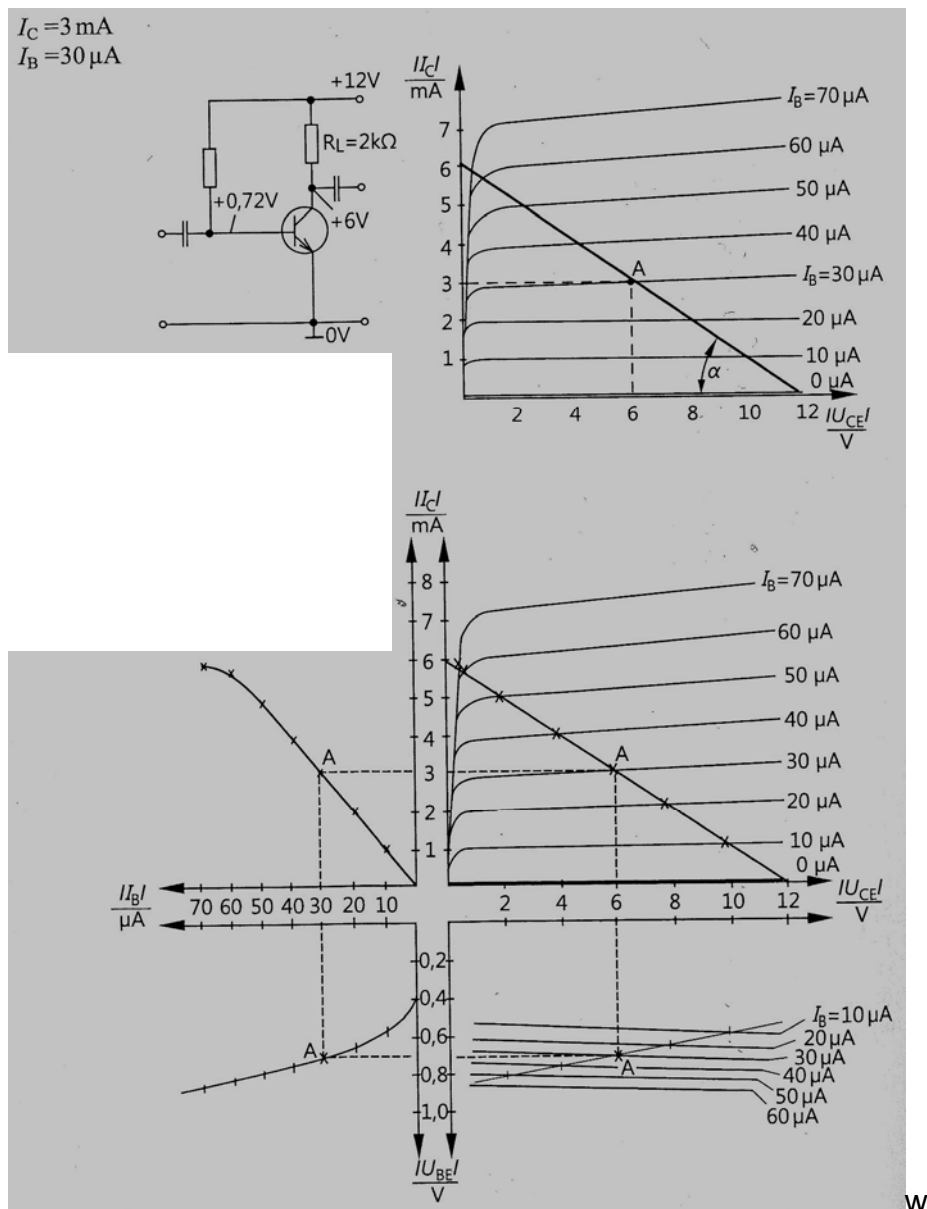 I_C = 3 mA
I_B = 30 µA
+12V
R_L=2kΩ
+0,72V
+6V
0V
|I_C|
mA
7
6
5
4
3
2
1
I_B=70 µA
60 µA
50 µA
40 µA
I_B=30 µA
20 µA
10 µA
0 µA
A
α
2 4 6 8 10 12
|U_CE|
V
|I_C|
mA
8
7
6
5
4
3
2
1
I_B=70 µA
60 µA
50 µA
40 µA
30 µA
20 µA
10 µA
0 µA
A
A
|I_B|
µA
70 60 50 40 30 20 10
2 4 6 8 10 12
|U_CE|
V
0,2
0,4
0,6
0,8
1,0
A
A
I_B=10 µA
20 µA
30 µA
40 µA
50 µA
60 µA
|U_BE|
V
w